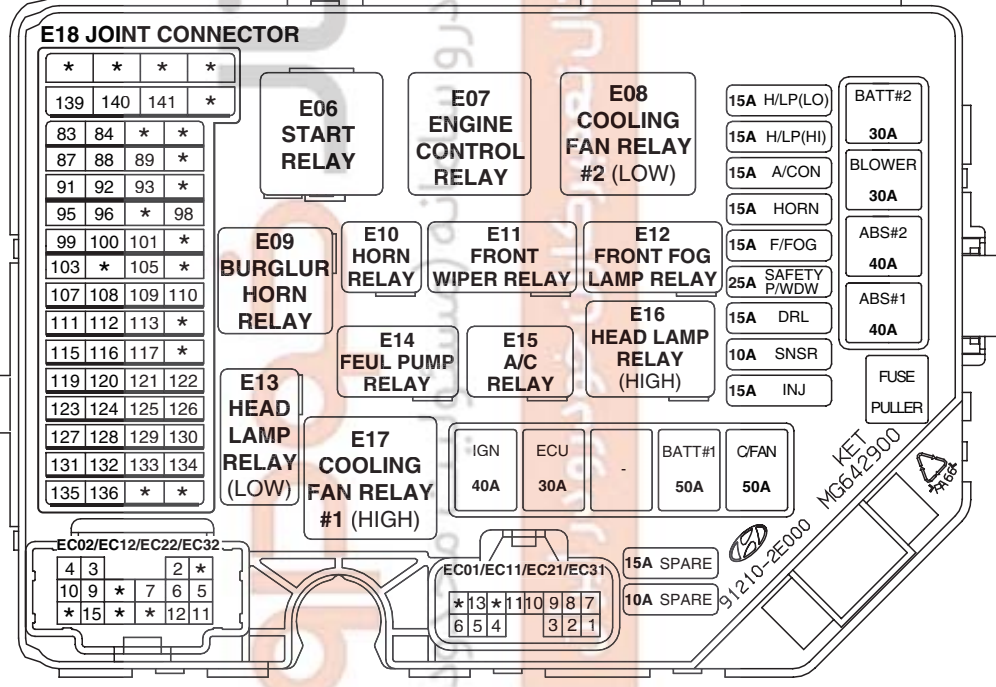 E18 JOINT CONNECTOR
* * * *
139 140 141 *
83 84 * *
87 88 89 *
91 92 93 *
95 96 * 98
99 100 101 *
103 * 105 *
107 108 109 110
111 112 113 *
115 116 117 *
119 120 121 122
123 124 125 126
127 128 129 130
131 132 133 134
135 136 * *
E06
START
RELAY
E07
ENGINE
CONTROL
RELAY
E08
COOLING
FAN RELAY
#2 (LOW)
E09
BURGLUR
HORN
RELAY
E10
HORN
RELAY
E11
FRONT
WIPER RELAY
E12
FRONT FOG
LAMP RELAY
E13
HEAD
LAMP
RELAY
(LOW)
E14
FEUL PUMP
RELAY
E15
A/C
RELAY
E16
HEAD LAMP
RELAY
(HIGH)
E17
COOLING
FAN RELAY
#1 (HIGH)
15A H/LP(LO)
15A H/LP(HI)
15A A/CON
15A HORN
15A F/FOG
25A SAFETY P/WDW
15A DRL
10A SNSR
15A INJ
BATT#2
30A
BLOWER
30A
ABS#2
40A
ABS#1
40A
FUSE
PULLER
IGN
40A
ECU
30A
-
BATT#1
50A
C/FAN
50A
KET
MG642900
91210-2E000
15A SPARE
10A SPARE
EC02/EC12/EC22/EC32
4 3 2 *
10 9 * 7 6 5
* 15 * * 12 11
EC01/EC11/EC21/EC31
* 13 * 11 10 9 8 7
6 5 4 3 2 1